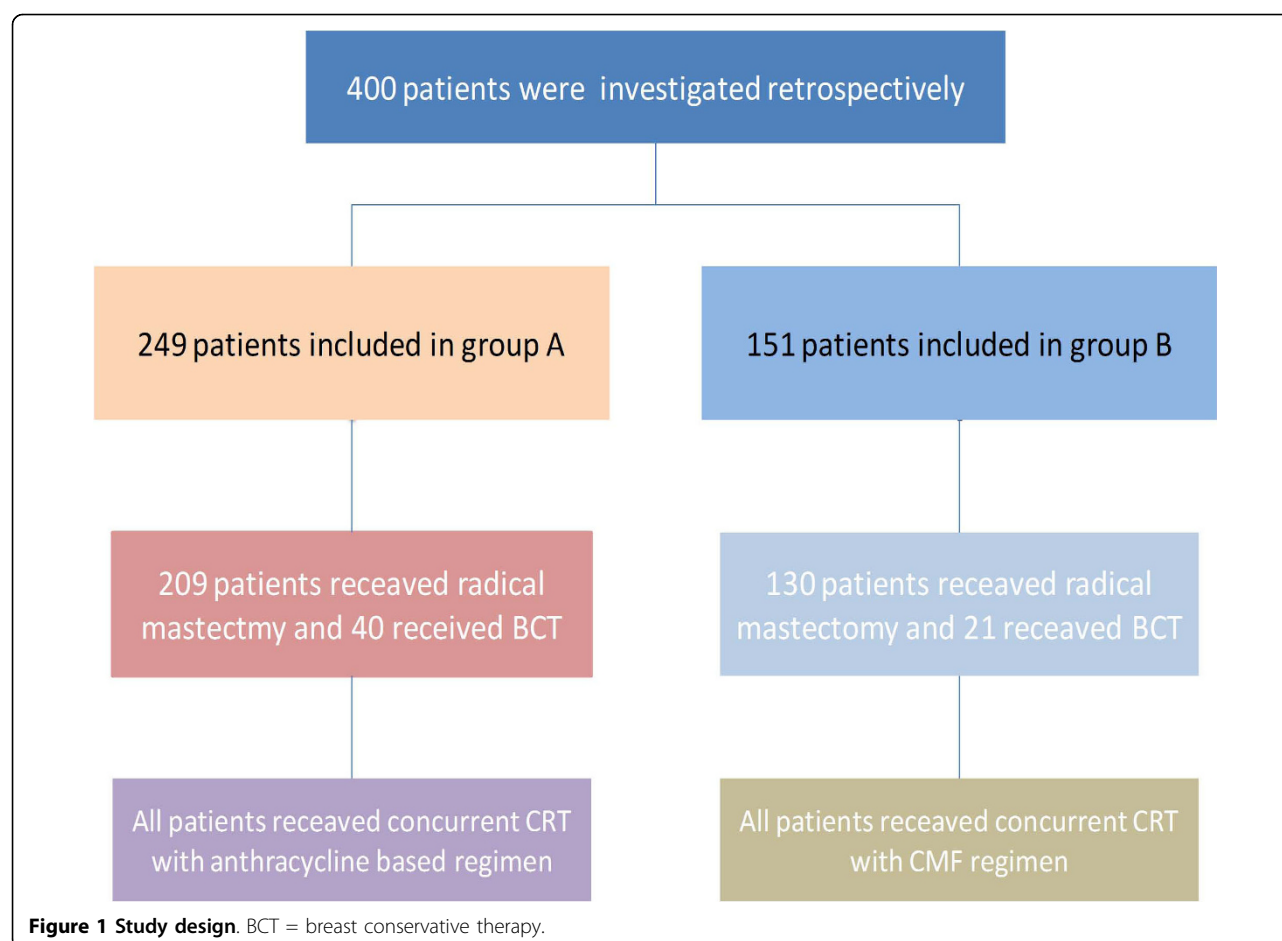 400 patients were investigated retrospectively
249 patients included in group A
151 patients included in group B
209 patients receaved radical
mastectmy and 40 received BCT
130 patients receaved radical
mastectomy and 21 receaved BCT
All patients receaved concurrent CRT
with anthracycline based regimen
All patients receaved concurrent CRT
with CMF regimen
Figure 1 Study design. BCT = breast conservative therapy.